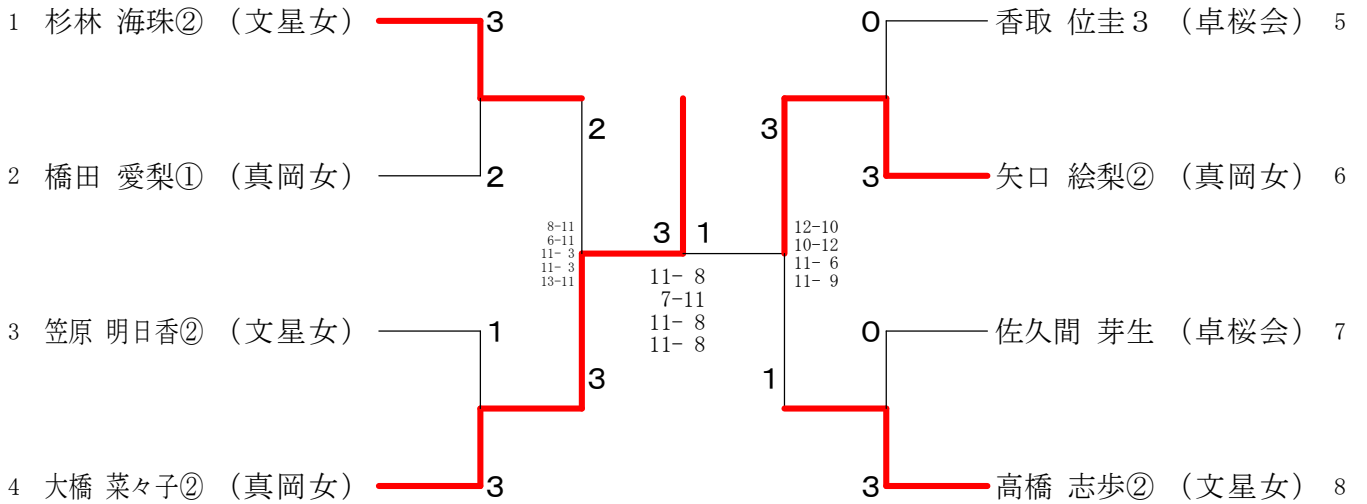 1 杉林 海珠② （文星女） 3
0 香取 位圭３ （卓桜会） 5
2
3
2 橋田 愛梨① （真岡女） 2
3 矢口 絵梨② （真岡女） 6
8-11
6-11
11- 3
11- 3
13-11
3 1
12-10
10-12
11- 6
11- 9
11- 8
7-11
11- 8
11- 8
3 笠原 明日香② （文星女） 1
0 佐久間 芽生 （卓桜会） 7
3
1
4 大橋 菜々子② （真岡女） 3
3 高橋 志歩② （文星女） 8